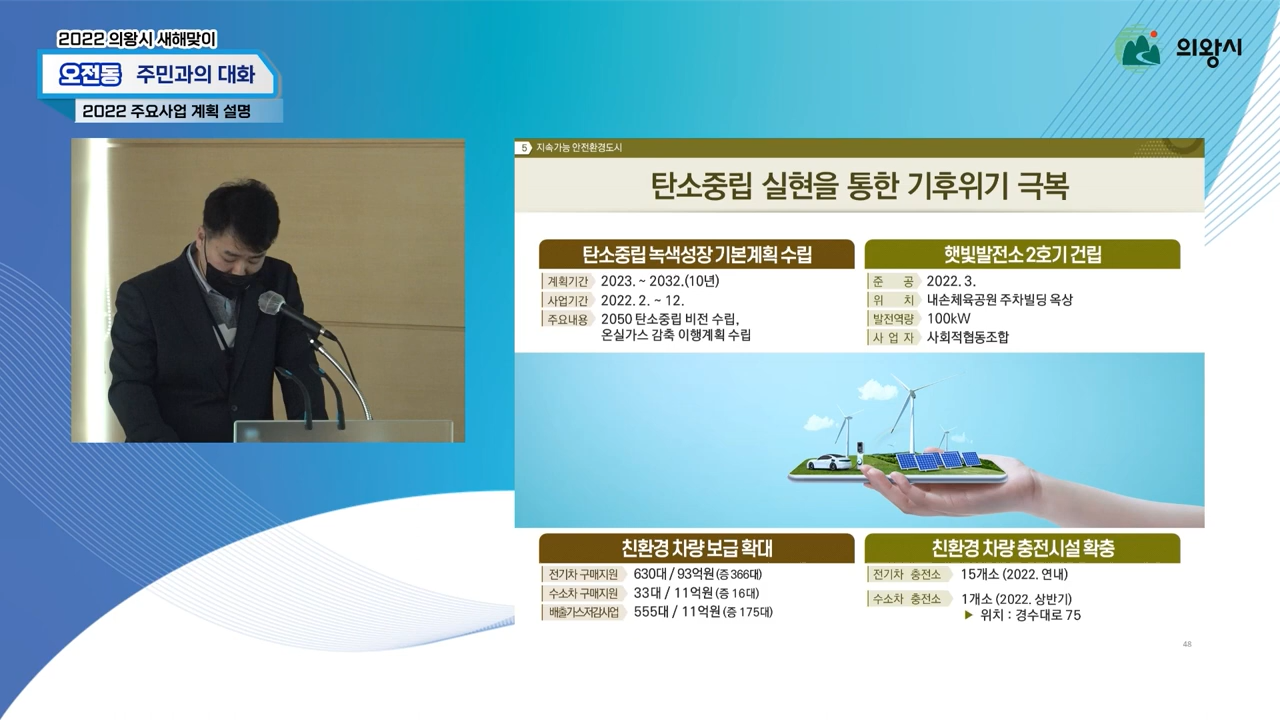 2022 의왕시 새해맞이
오전동 주민과의 대화
2022 주요사업 계획 설명
의왕시
5 지속가능 안전환경도시
탄소중립 실현을 통한 기후위기 극복
탄소중립 녹색성장 기본계획 수립
계획기간 2023. ~ 2032.(10년)
사업기간 2022. 2. ~ 12.
주요내용 2050 탄소중립 비전 수립,
온실가스 감축 이행계획 수립
햇빛발전소 2호기 건립
준 공 2022. 3.
위 치 내손체육공원 주차빌딩 옥상
발전역량 100kW
사 업 자 사회적협동조합
친환경 차량 보급 확대
전기차 구매지원 630대 / 93억원 (증 366대)
수소차 구매지원 33대 / 11억원 (증 16대)
배출가스저감사업 555대 / 11억원 (증 175대)
친환경 차량 충전시설 확충
전기차 충전소 15개소 (2022. 연내)
수소차 충전소 1개소 (2022. 상반기)
▶ 위치 : 경수대로 75
48